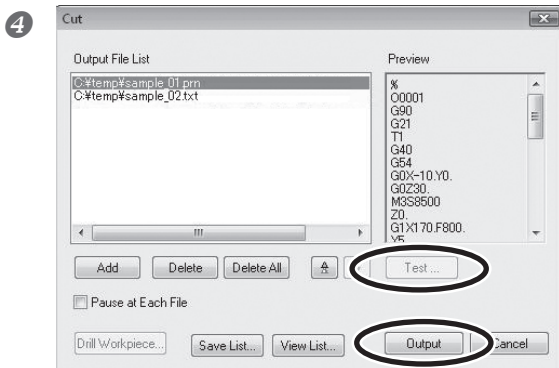 4
Cut
Output File List
C:¥temp¥sample_01.prn
C:¥temp¥sample_02.txt
Preview
%
O0001
G90
G21
T1
G40
G54
G0X-10.Y0.
G0Z30.
M3S8500
Z0.
G1X170.F800.
Y5.
Add
Delete
Delete All
Test ...
Pause at Each File
Drill Workpiece...
Save List...
View List...
Output
Cancel